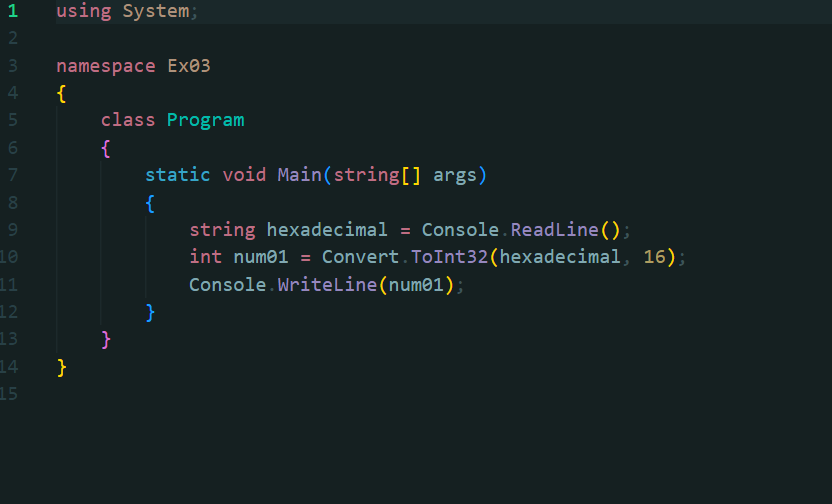 1 using System;
2
3 namespace Ex03
4 {
5 class Program
6 {
7 static void Main(string[] args)
8 {
9 string hexadecimal = Console.ReadLine();
10 int num01 = Convert.ToInt32(hexadecimal, 16);
11 Console.WriteLine(num01);
12 }
13 }
14 }
15